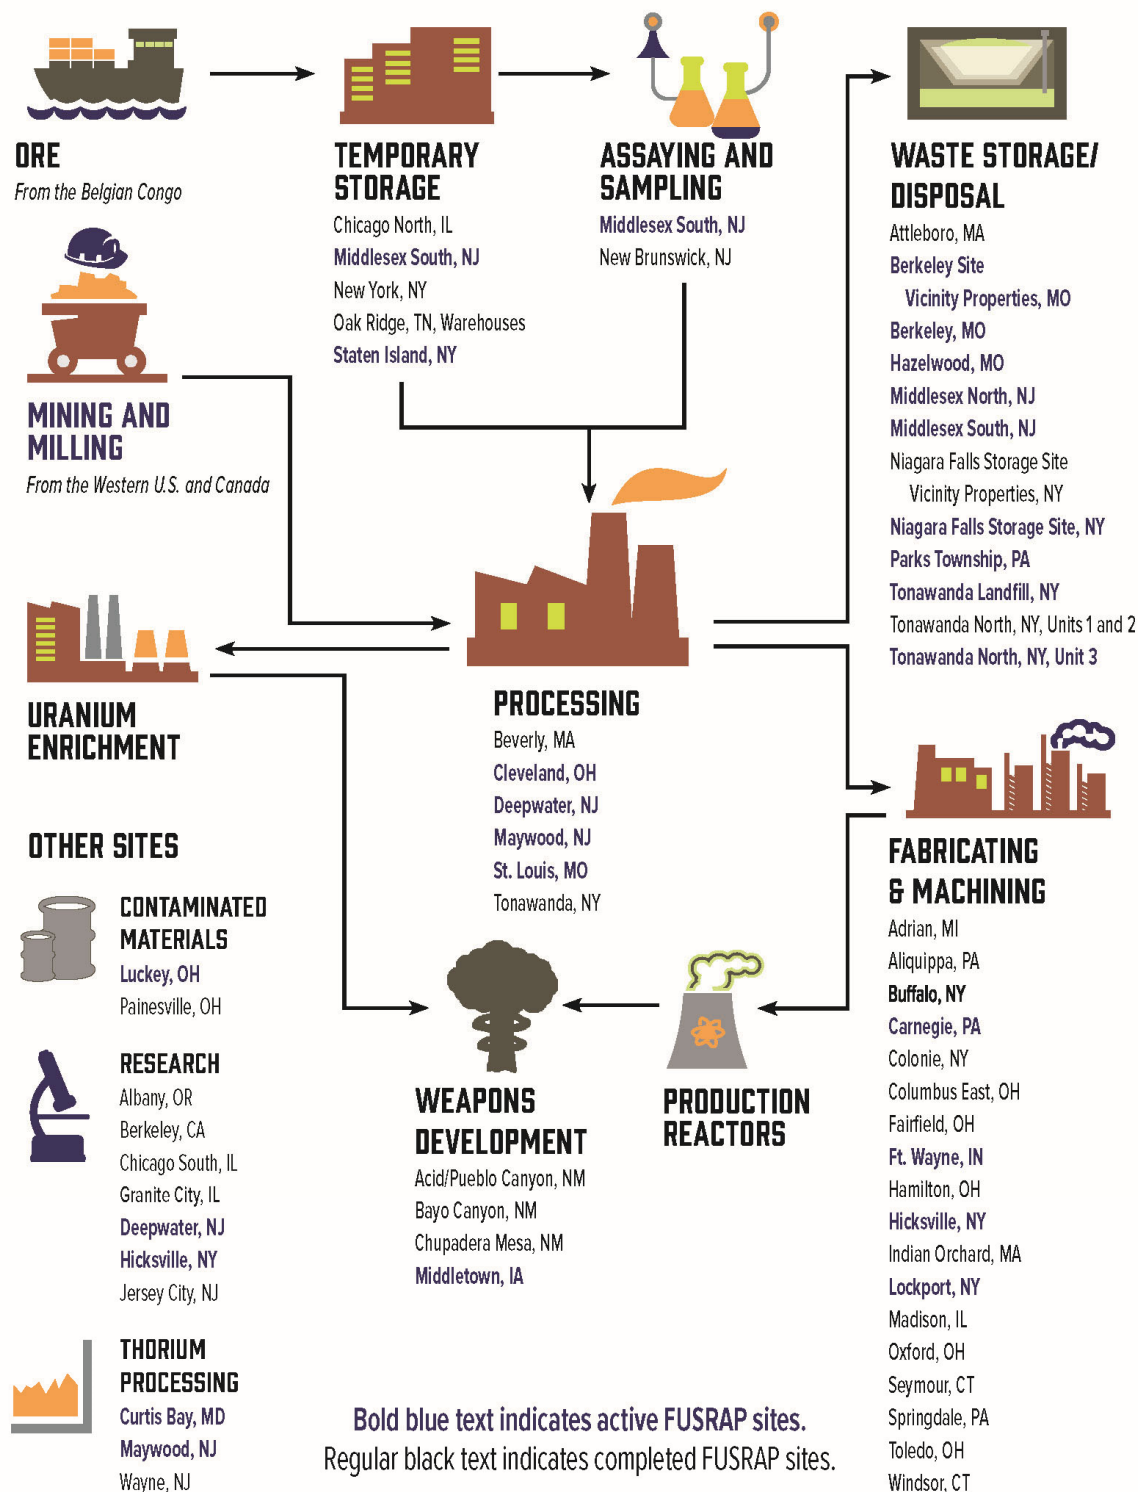 ORE
From the Belgian Congo
TEMPORARY
STORAGE
Chicago North, IL
Middlesex South, NJ
New York, NY
Oak Ridge, TN, Warehouses
Staten Island, NY
ASSAYING AND
SAMPLING
Middlesex South, NJ
New Brunswick, NJ
WASTE STORAGE/
DISPOSAL
Attleboro, MA
Berkeley Site
Vicinity Properties, MO
Berkeley, MO
Hazelwood, MO
Middlesex North, NJ
Middlesex South, NJ
Niagara Falls Storage Site
Vicinity Properties, NY
Niagara Falls Storage Site, NY
Parks Township, PA
Tonawanda Landfill, NY
Tonawanda North, NY, Units 1 and 2
Tonawanda North, NY, Unit 3
MINING AND
MILLING
From the Western U.S. and Canada
PROCESSING
Beverly, MA
Cleveland, OH
Deepwater, NJ
Maywood, NJ
St. Louis, MO
Tonawanda, NY
URANIUM
ENRICHMENT
FABRICATING
& MACHINING
Adrian, MI
Aliquippa, PA
Buffalo, NY
Carnegie, PA
Colonie, NY
Columbus East, OH
Fairfield, OH
Ft. Wayne, IN
Hamilton, OH
Hicksville, NY
Indian Orchard, MA
Lockport, NY
Madison, IL
Oxford, OH
Seymour, CT
Springdale, PA
Toledo, OH
Windsor, CT
PRODUCTION
REACTORS
WEAPONS
DEVELOPMENT
Acid/Pueblo Canyon, NM
Bayo Canyon, NM
Chupadera Mesa, NM
Middletown, IA
OTHER SITES
CONTAMINATED
MATERIALS
Luckey, OH
Painesville, OH
RESEARCH
Albany, OR
Berkeley, CA
Chicago South, IL
Granite City, IL
Deepwater, NJ
Hicksville, NY
Jersey City, NJ
THORIUM
PROCESSING
Curtis Bay, MD
Maywood, NJ
Wayne, NJ
Bold blue text indicates active FUSRAP sites.
Regular black text indicates completed FUSRAP sites.